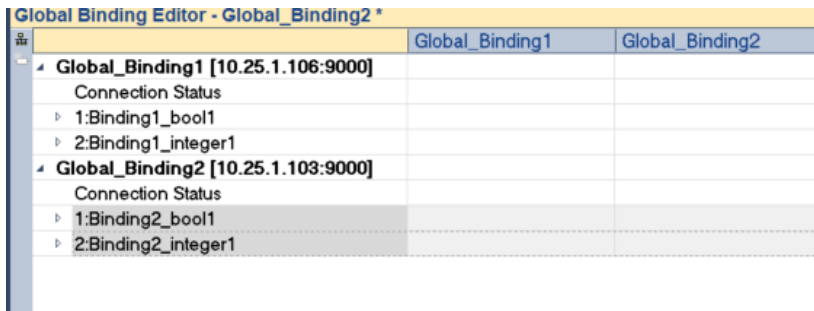 Global Binding Editor - Global_Binding2 *
Global_Binding1 Global_Binding2
Global_Binding1 [10.25.1.106:9000]
Connection Status
1:Binding1_bool1
2:Binding1_integer1
Global_Binding2 [10.25.1.103:9000]
Connection Status
1:Binding2_bool1
2:Binding2_integer1